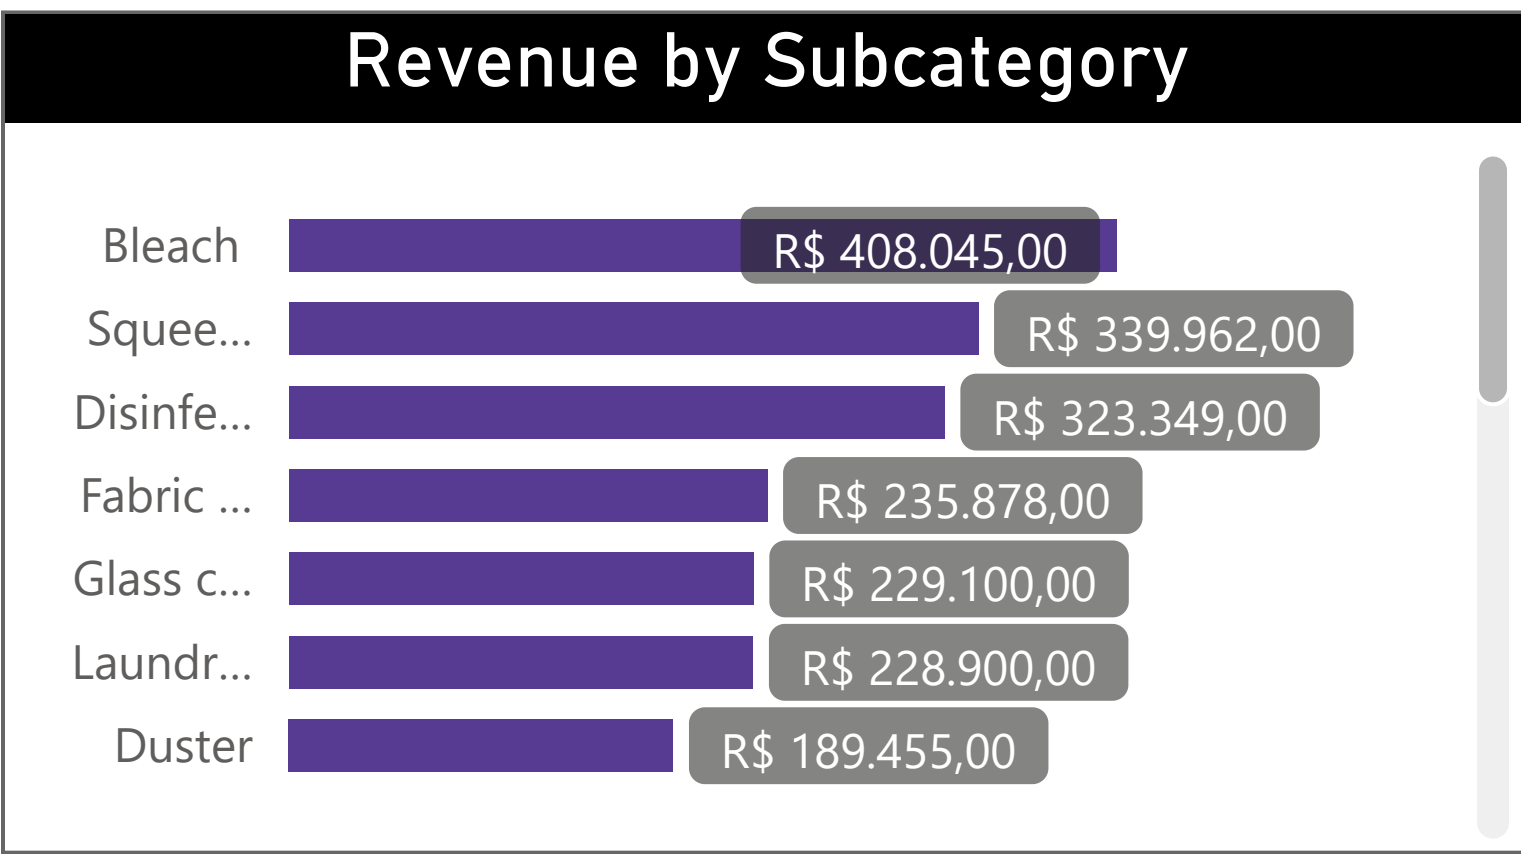 Revenue by Subcategory
Bleach R$ 408.045,00
Squee... R$ 339.962,00
Disinfe... R$ 323.349,00
Fabric ... R$ 235.878,00
Glass c... R$ 229.100,00
Laundr... R$ 228.900,00
Duster R$ 189.455,00